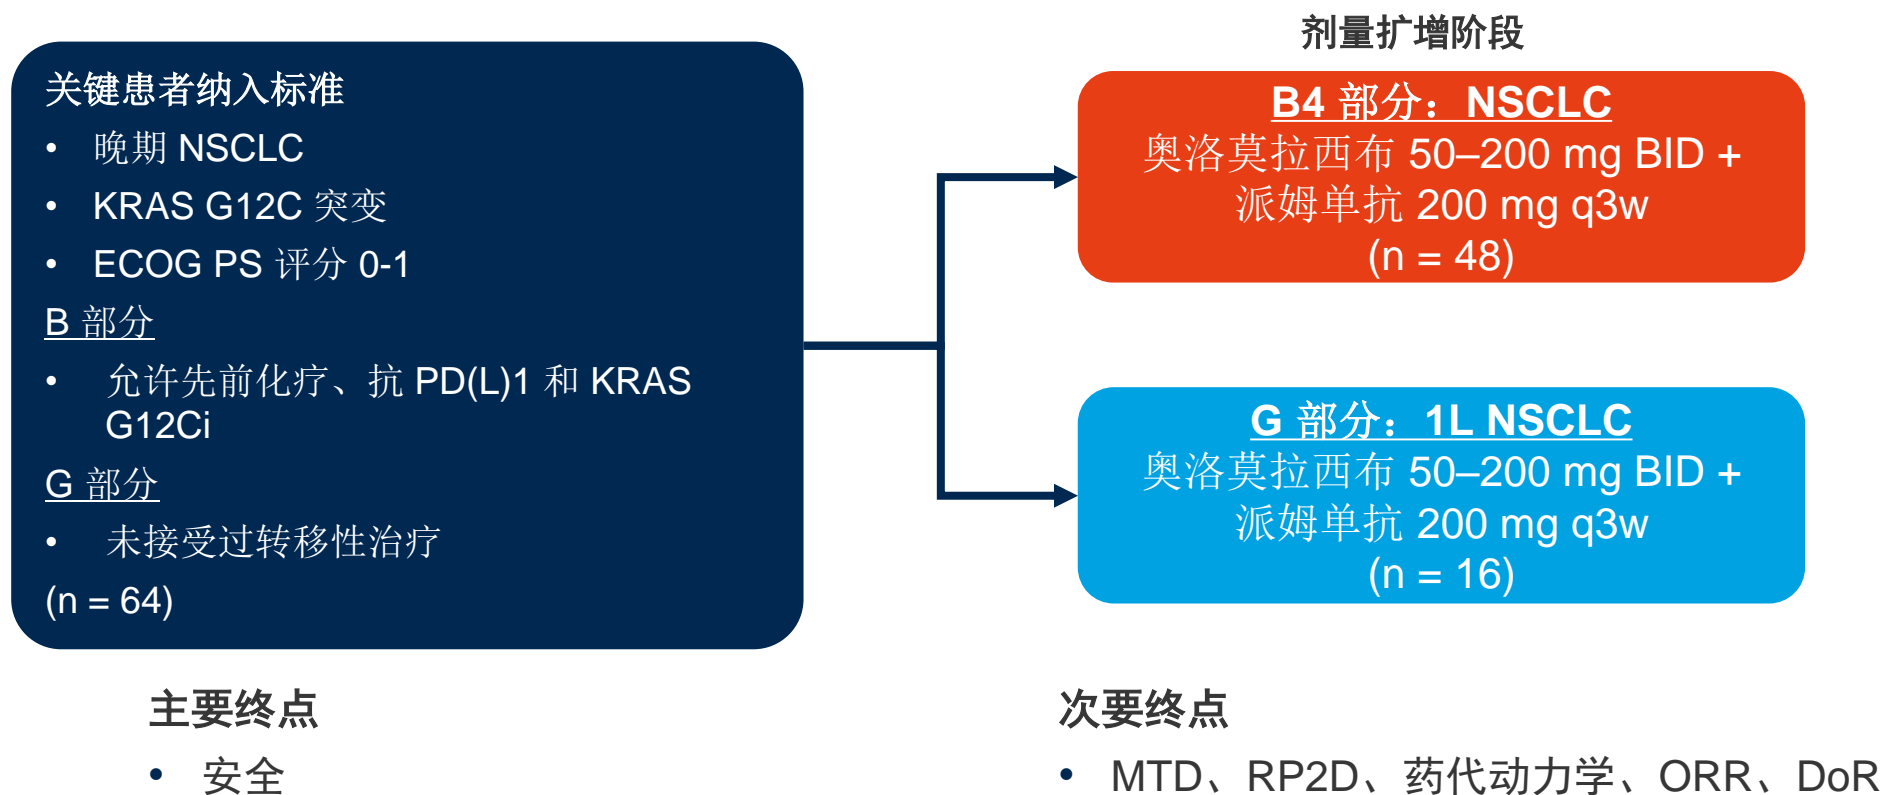 关键患者纳入标准
• 晚期 NSCLC
• KRAS G12C 突变
• ECOG PS 评分 0-1
B 部分
• 允许先前化疗、抗 PD(L)1 和 KRAS
G12Ci
G 部分
• 未接受过转移性治疗
(n = 64)
剂量扩增阶段
B4 部分：NSCLC
奥洛莫拉西布 50–200 mg BID +
派姆单抗 200 mg q3w
(n = 48)
G 部分：1L NSCLC
奥洛莫拉西布 50–200 mg BID +
派姆单抗 200 mg q3w
(n = 16)
主要终点
• 安全
次要终点
• MTD、RP2D、药代动力学、ORR、DoR